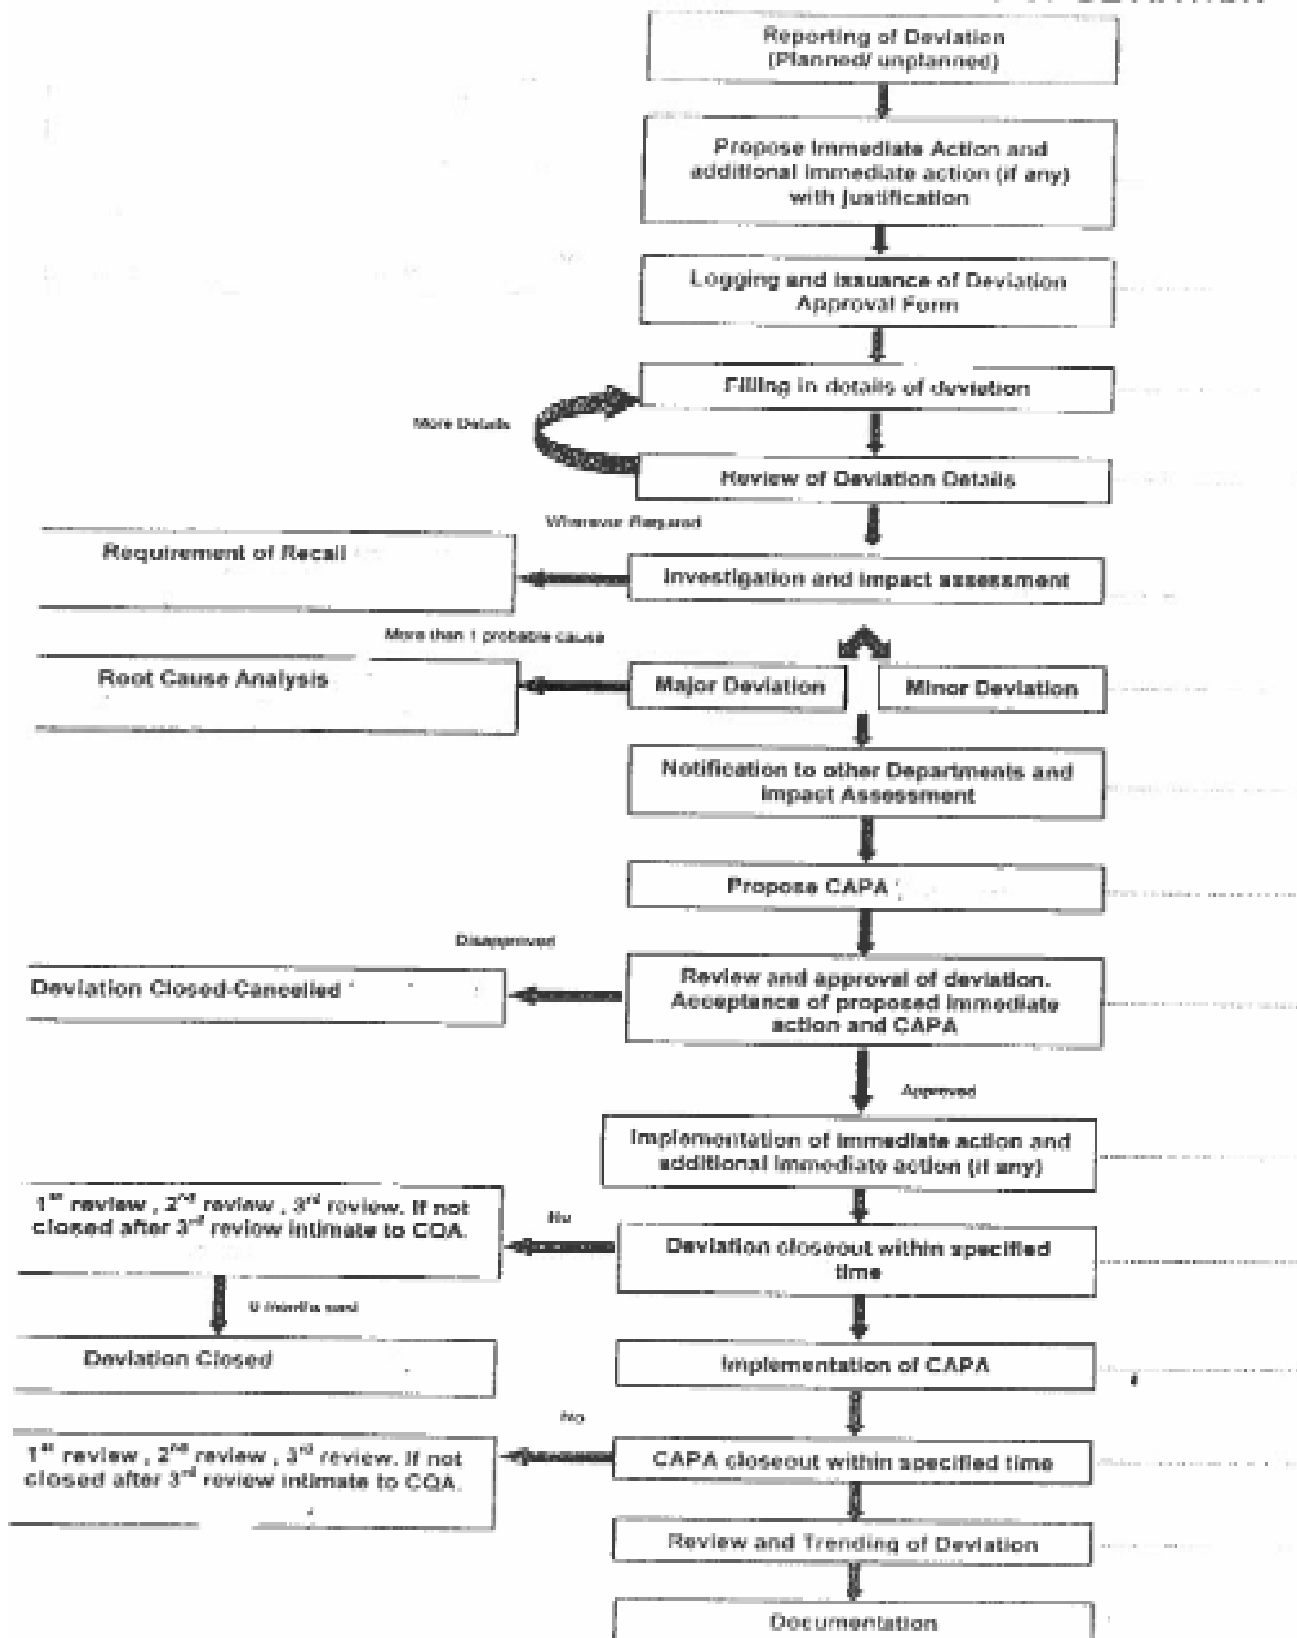 Reporting of Deviation
(Planned/ unplanned)
Propose Immediate Action and
additional immediate action (if any)
with justification
Logging and issuance of Deviation
Approval Form
Filling in details of deviation
More Details
Review of Deviation Details
Wherever Required
Requirement of Recall
Investigation and impact assessment
More than 1 probable cause
Root Cause Analysis
Major Deviation
Minor Deviation
Notification to other Departments and
Impact Assessment
Propose CAPA
Disapproved
Deviation Closed-Cancelled
Review and approval of deviation.
Acceptance of proposed immediate
action and CAPA
Approved
Implementation of immediate action and
additional immediate action (if any)
1st review , 2nd review , 3rd review. If not
closed after 3rd review intimate to CQA.
No
Deviation closeout within specified
time
Deviation Closed
Implementation of CAPA
No
1st review , 2nd review , 3rd review. If not
closed after 3rd review intimate to CQA.
CAPA closeout within specified time
Review and Trending of Deviation
Documentation